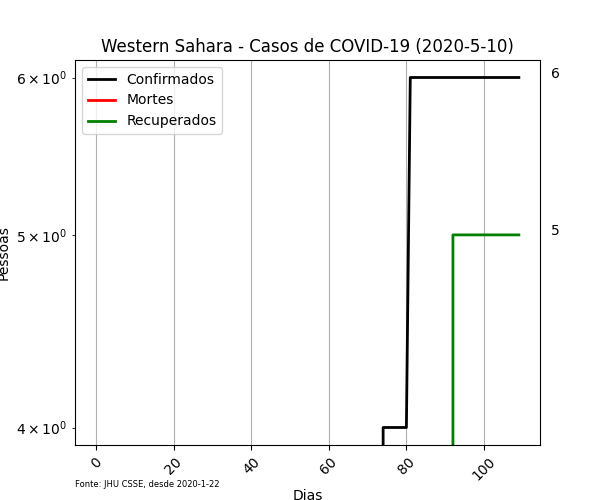 Western Sahara - Casos de COVID-19 (2020-5-10)
Confirmados
Mortes
Recuperados
6 × 10⁰
5 × 10⁰
4 × 10⁰
Pessoas
6
5
0
20
40
60
80
100
Fonte: JHU CSSE, desde 2020-1-22
Dias